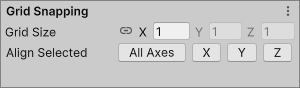 Grid Snapping
Grid Size X 1 Y 1 Z 1
Align Selected All Axes X Y Z